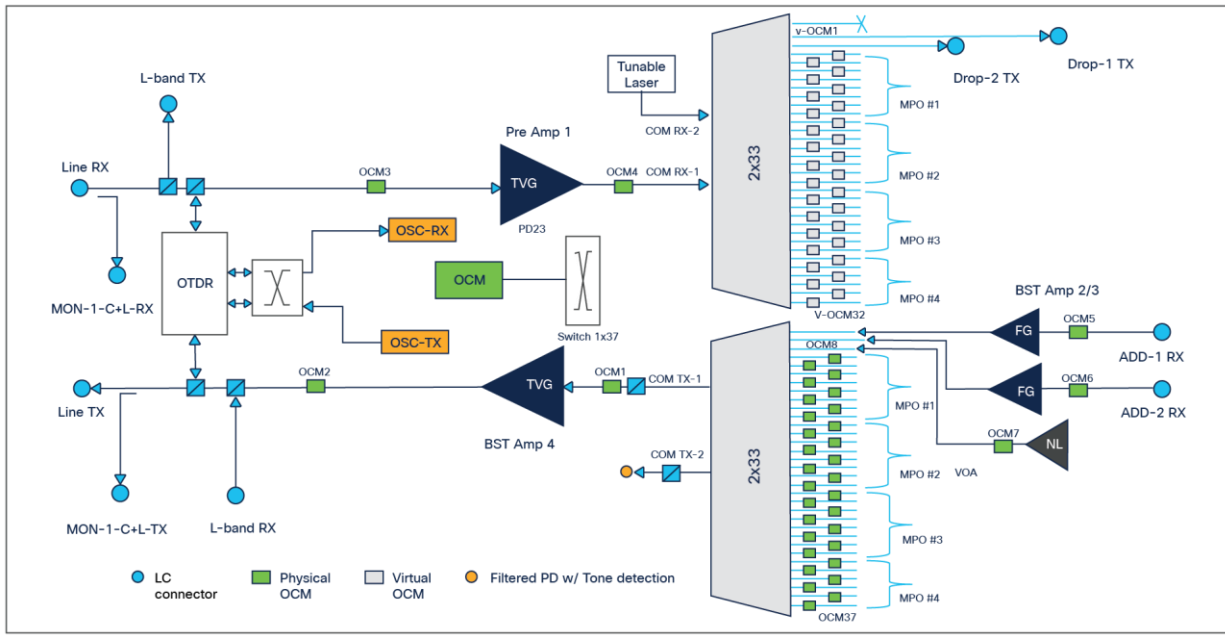 v-OCM1
Drop-1 TX
Drop-2 TX
L-band TX
Tunable
Laser
MPO #1
COM RX-2
Pre Amp 1
Line RX
OCM3
TVG
OCM4
COM RX-1
2x33
MPO #2
PD23
OSC-RX
MPO #3
OTDR
OCM
MON-1-C+L-RX
MPO #4
BST Amp 2/3
V-OCM32
OSC-TX
Switch 1x37
FG
OCM5
ADD-1 RX
OCM8
OCM2
TVG
OCM1
COM TX-1
FG
OCM6
Line TX
MPO #1
ADD-2 RX
BST Amp 4
OCM7
NL
COM TX-2
2x33
MPO #2
VOA
MON-1-C+L-TX
L-band RX
MPO #3
LC
connector
Physical
OCM
Virtual
OCM
Filtered PD w/ Tone detection
MPO #4
OCM37